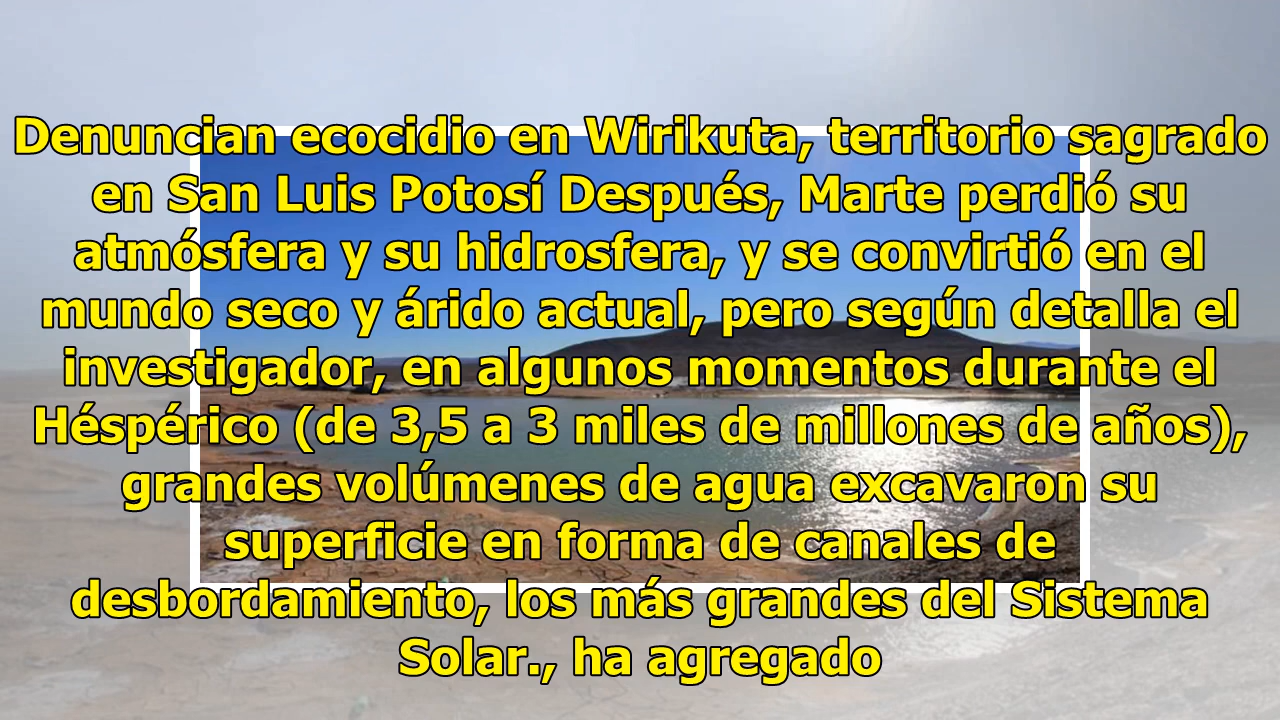 Denuncian ecocidio en Wirikuta, territorio sagrado
en San Luis Potosí Después, Marte perdió su
atmósfera y su hidrosfera, y se convirtió en el
mundo seco y árido actual, pero según detalla el
investigador, en algunos momentos durante el
Héspérico (de 3,5 a 3 miles de millones de años),
grandes volúmenes de agua excavaron su
superficie en forma de canales de
desbordamiento, los más grandes del Sistema
Solar., ha agregado